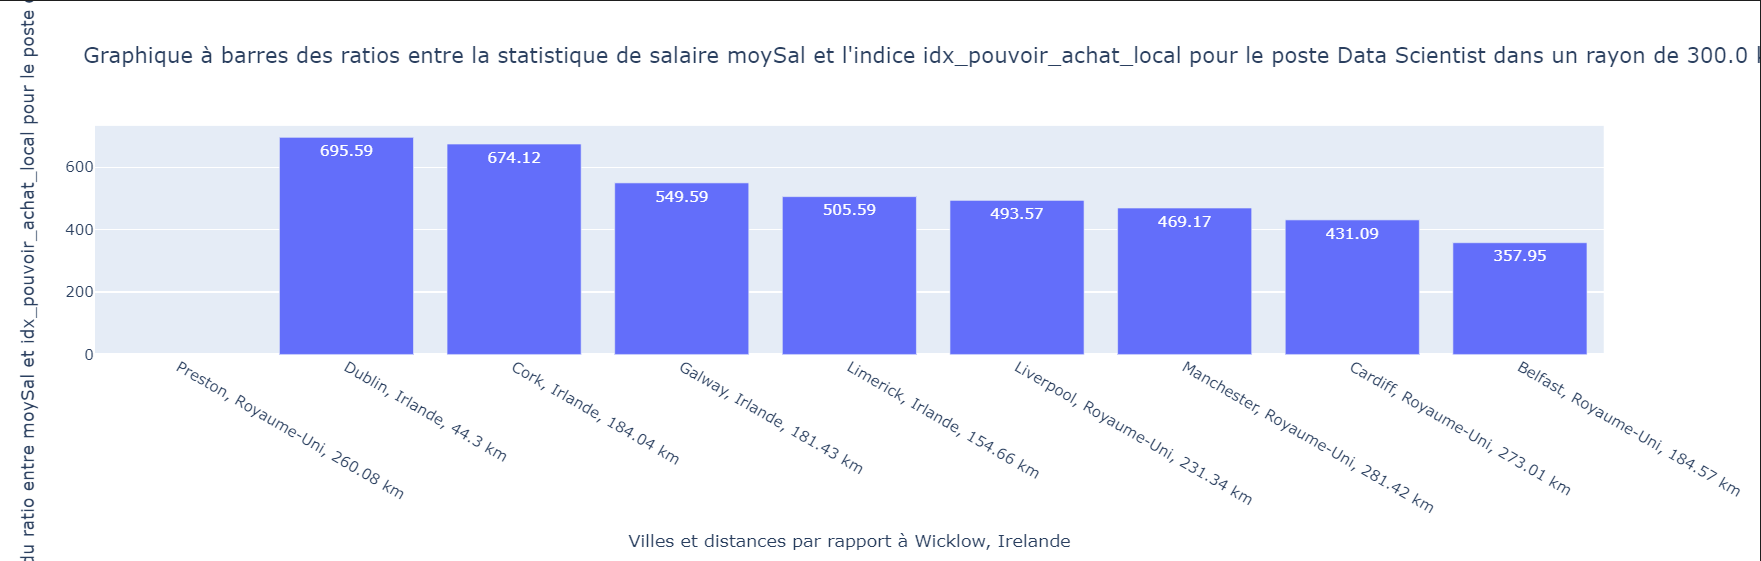 Graphique à barres des ratios entre la statistique de salaire moySal et l'indice idx_pouvoir_achat_local pour le poste Data Scientist dans un rayon de 300.0
du ratio entre moySal et idx_pouvoir_achat_local pour le poste
600
400
200
0
695.59
674.12
549.59
505.59
493.57
469.17
431.09
357.95
Preston, Royaume-Uni, 260.08 km
Dublin, Irlande, 44.3 km
Cork, Irlande, 184.04 km
Galway, Irlande, 181.43 km
Limerick, Irlande, 154.66 km
Liverpool, Royaume-Uni, 231.34 km
Manchester, Royaume-Uni, 281.42 km
Cardiff, Royaume-Uni, 273.01 km
Belfast, Royaume-Uni, 184.57 km
Villes et distances par rapport à Wicklow, Irelande